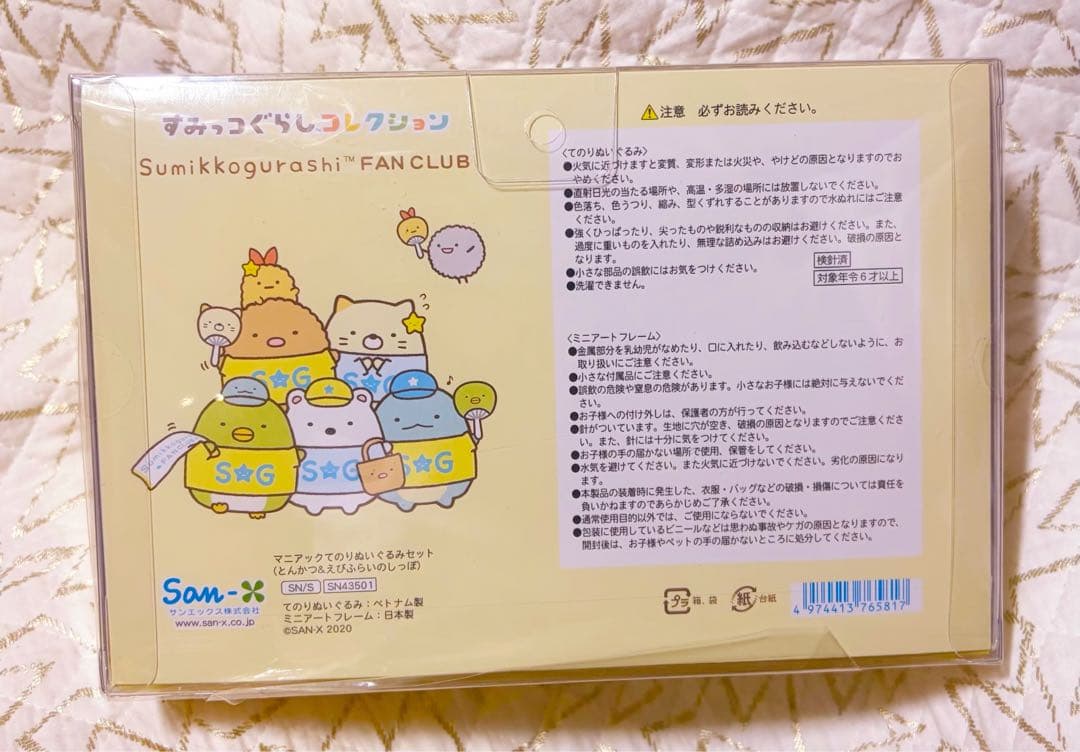 すみっコぐらしコレクション
Sumikkogurashi™ FAN CLUB
S★G
S★G
S★G
S★G
Sumikkogu
FANCLU
マニアックてのりぬいぐるみセット
〈とんかつ&えびふらいのしっぽ〉
SN/S SN43501
てのりぬいぐるみ:ベトナム製
ミニアートフレーム:日本製
©SAN-X 2020
San-X
サンエックス株式会社
www.san-x.co.jp
注意 必ずお読みください。
〈てのりぬいぐるみ〉
●火気に近づけますと変質、変形または火災や、やけどの原因となりますのでお
やめください。
●直射日光の当たる場所や、高温・多湿の場所には放置しないでください。
●色落ち、色うつり、縮み、型くずれすることがありますので水ぬれにはご注意
ください。
●強くひっぱったり、尖ったものや鋭利なものの収納はお避けください。また、
過度に重いものを入れたり、無理な詰め込みはお避けください。破損の原因と
なります。
●小さな部品の誤飲にはお気をつけください。
●洗濯できません。
検針済
対象年令6才以上
〈ミニアートフレーム〉
●金属部分を乳幼児がなめたり、口に入れたり、飲み込むなどしないように、お
取り扱いにご注意ください。
●小さな付属品にご注意ください。
●誤飲の危険や窒息の危険があります。小さなお子様には絶対に与えないでくだ
さい。
●お子様への付け外しは、保護者の方が行ってください。
●針がついています。生地に穴が空き、破損の原因となりますのでご注意くださ
い。また、針には十分に気をつけてください。
●お子様の手の届かない場所で使用、保管をしてください。
●水気を避けてください。また火気に近づけないでください。劣化の原因になりま
す。
●本製品の装着時に発生した、衣服・バッグなどの破損・損傷については責任を
負いかねますのであらかじめご了承ください。
●通常使用目的以外では、ご使用にならないでください。
●包装に使用しているビニールなどは思わぬ事故やケガの原因となりますので、
開封後は、お子様やペットの手の届かないところに処分してください。
プラ 箱、袋 紙 台紙
4 974413 765817